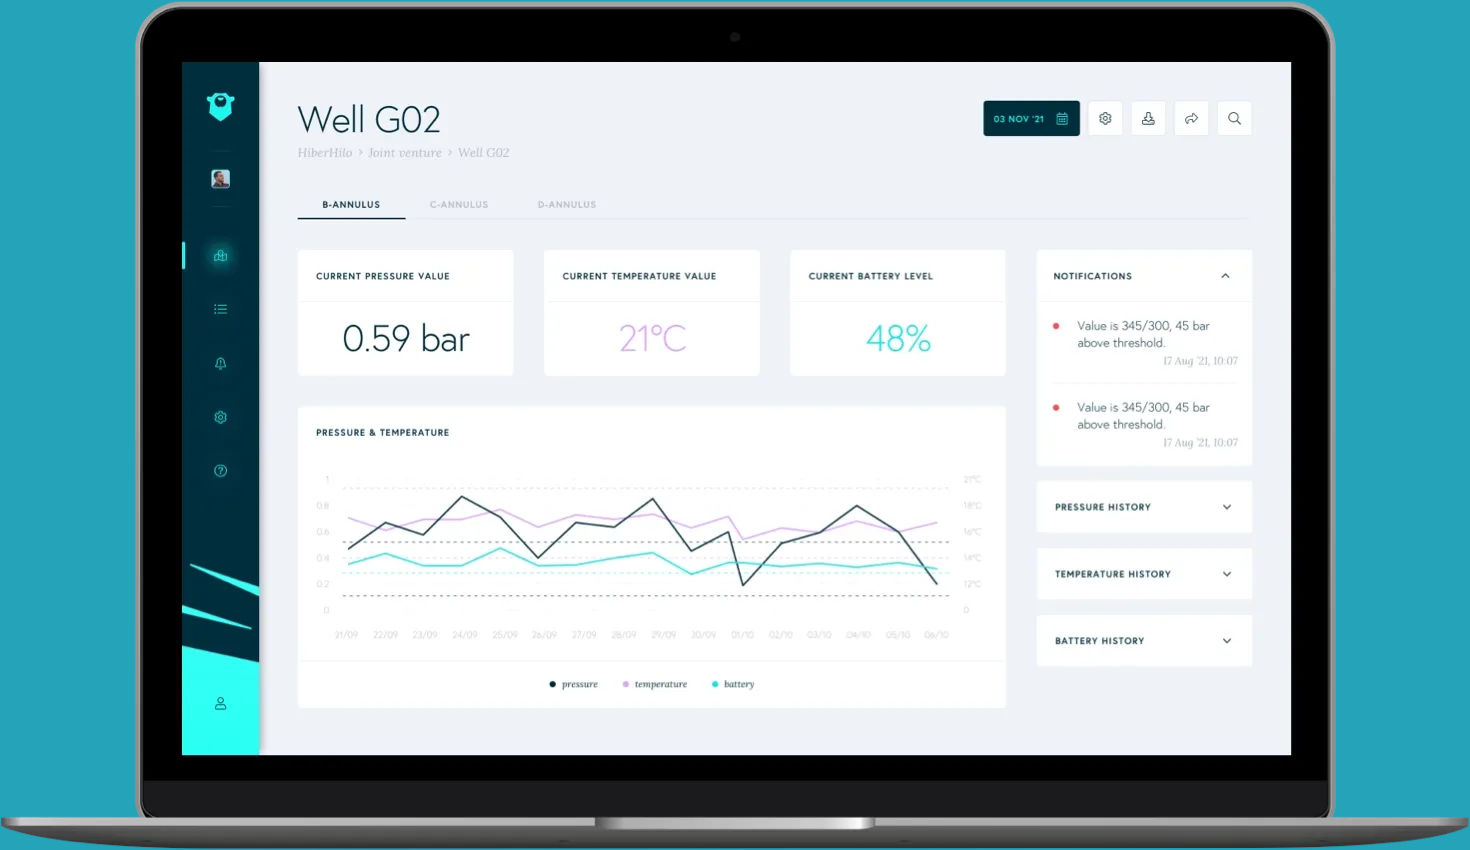 Well G02
03 NOV '21
HiberHilo > Joint venture > Well G02
B-ANNULUS
C-ANNULUS
D-ANNULUS
CURRENT PRESSURE VALUE
0.59 bar
CURRENT TEMPERATURE VALUE
21°C
CURRENT BATTERY LEVEL
48%
NOTIFICATIONS
Value is 345/300, 45 bar
above threshold.
17 Aug '21, 10:07
Value is 345/300, 45 bar
above threshold.
17 Aug '21, 10:07
PRESSURE & TEMPERATURE
1
0.8
0.6
0.4
0.2
0
21°C
18°C
16°C
14°C
12°C
0
21/09 22/09 23/09 24/09 25/09 26/09 27/09 28/09 29/09 30/09 01/10 02/10 03/10 04/10 05/10 06/10
pressure
temperature
battery
PRESSURE HISTORY
TEMPERATURE HISTORY
BATTERY HISTORY